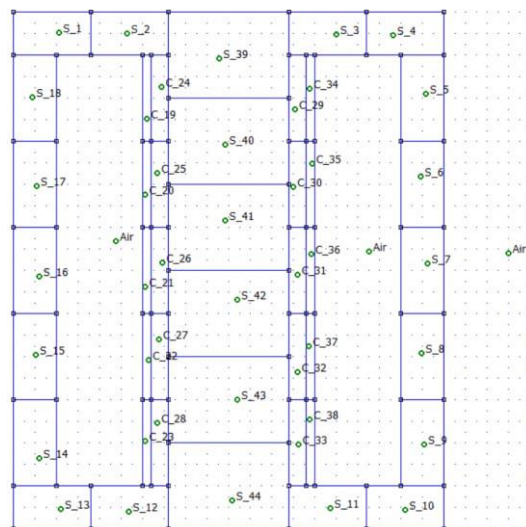 S_1
S_2
S_3
S_4
S_39
C_24
C_34
S_5
S_18
C_29
C_19
S_40
C_35
C_25
S_6
S_17
C_30
C_20
S_41
Air
C_36
Air
Air
C_26
S_7
C_31
S_16
C_21
S_42
C_27
C_37
S_8
S_15
C_22
C_32
S_43
C_28
C_38
C_23
C_33
S_9
S_14
S_44
S_13
S_12
S_11
S_10